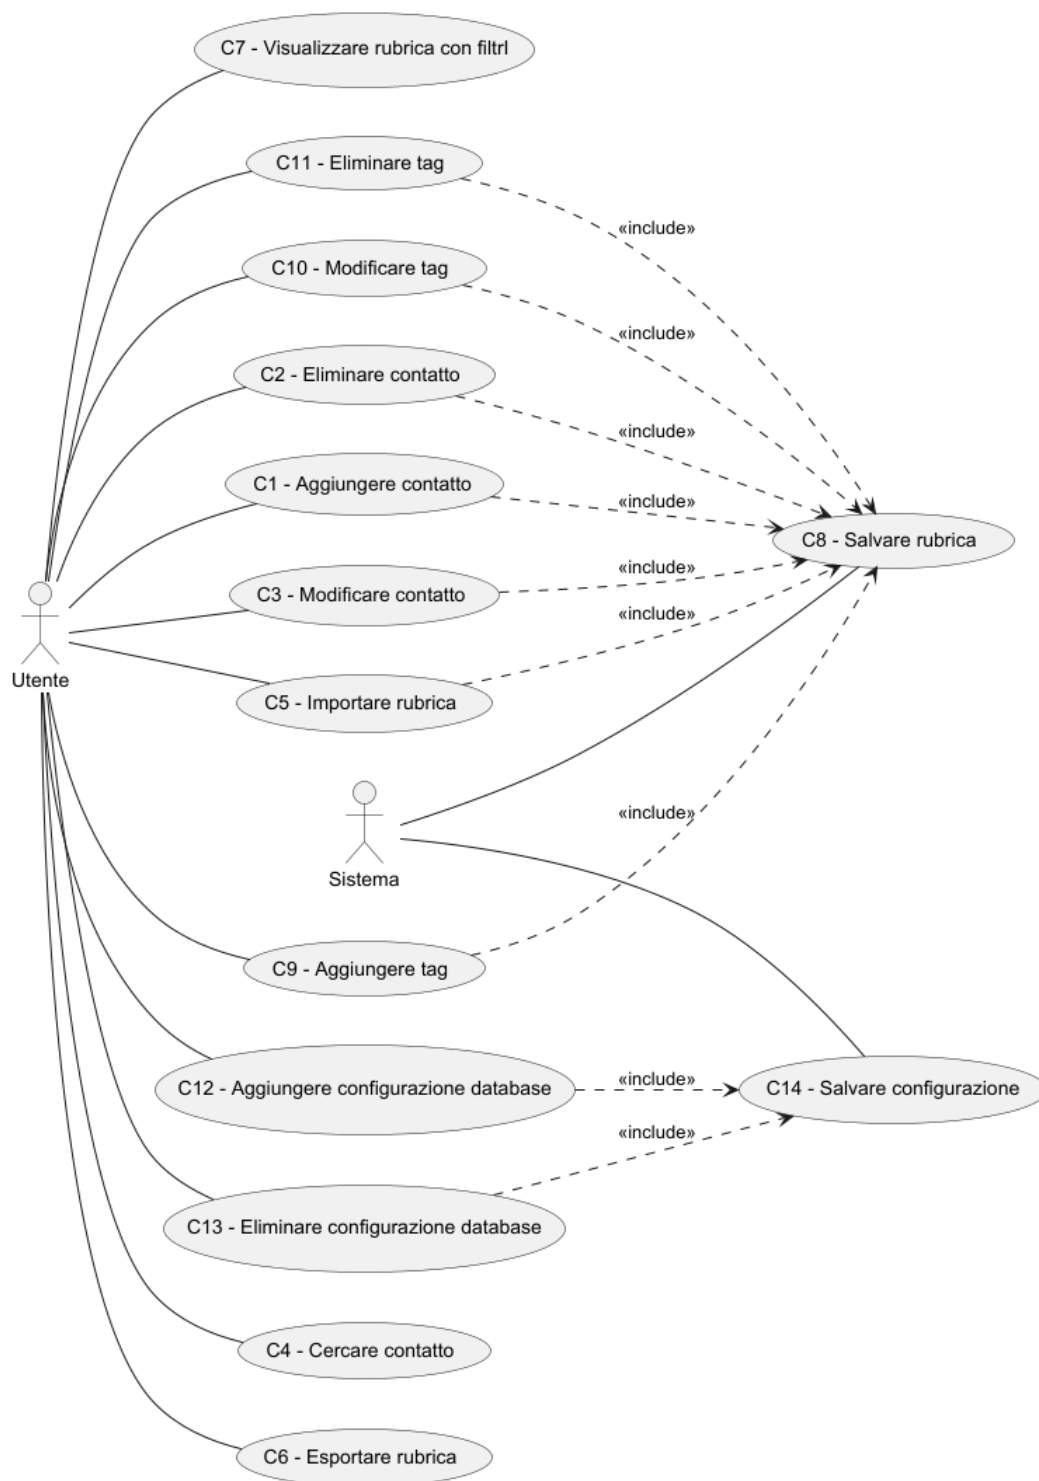 C7 - Visualizzare rubrica con filtrI
C11 - Eliminare tag
«include»
C10 - Modificare tag
«include»
C2 - Eliminare contatto
«include»
C1 - Aggiungere contatto
«include»
C8 - Salvare rubrica
«include»
C3 - Modificare contatto
«include»
Utente
C5 - Importare rubrica
«include»
Sistema
C9 - Aggiungere tag
«include»
C12 - Aggiungere configurazione database
C14 - Salvare configurazione
«include»
C13 - Eliminare configurazione database
C4 - Cercare contatto
C6 - Esportare rubrica